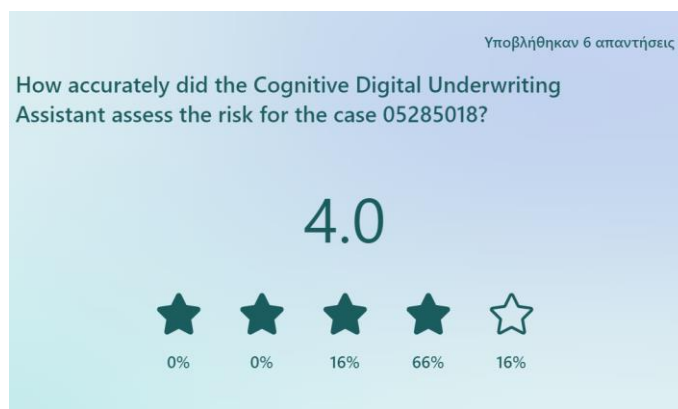 Υποβλήθηκαν 6 απαντήσεις
How accurately did the Cognitive Digital Underwriting
Assistant assess the risk for the case 05285018?
4.0
0% 0% 16% 66% 16%